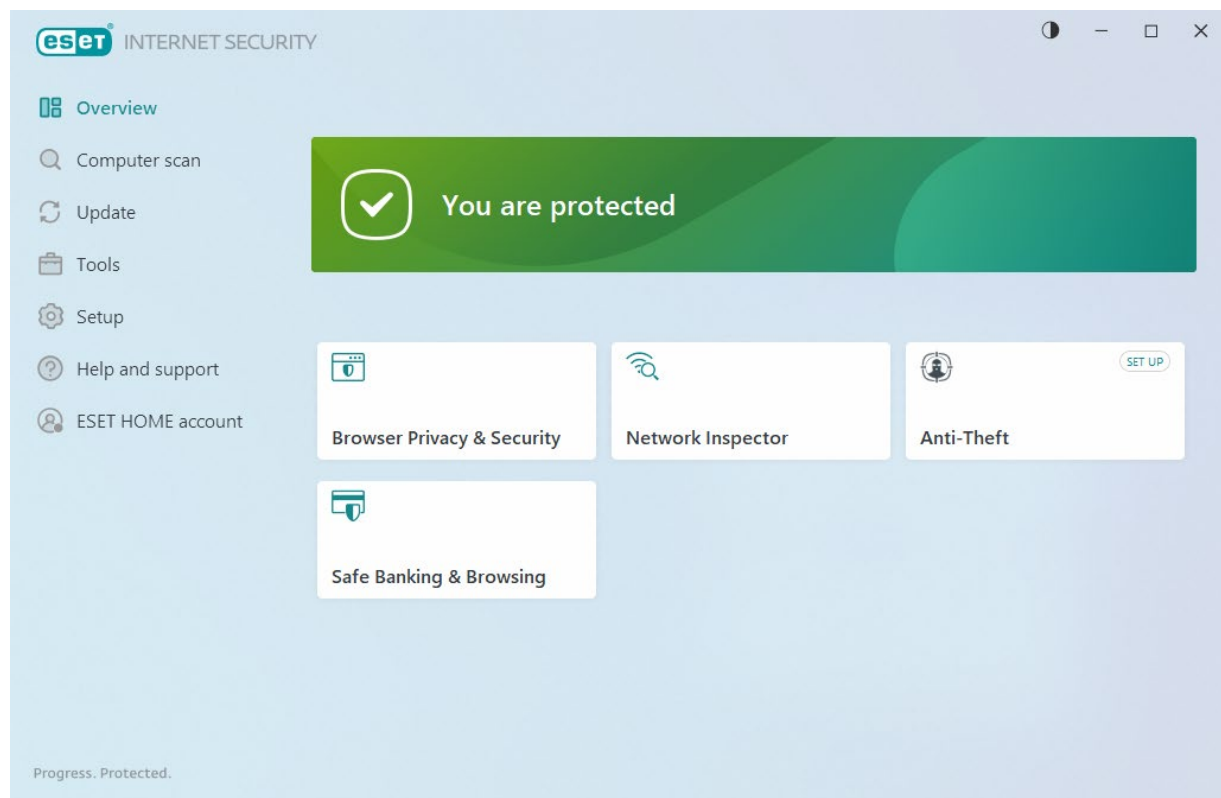 eset® INTERNET SECURITY
Overview
Computer scan
Update
Tools
Setup
Help and support
ESET HOME account
You are protected
Browser Privacy & Security
Network Inspector
SET UP
Anti-Theft
Safe Banking & Browsing
Progress. Protected.